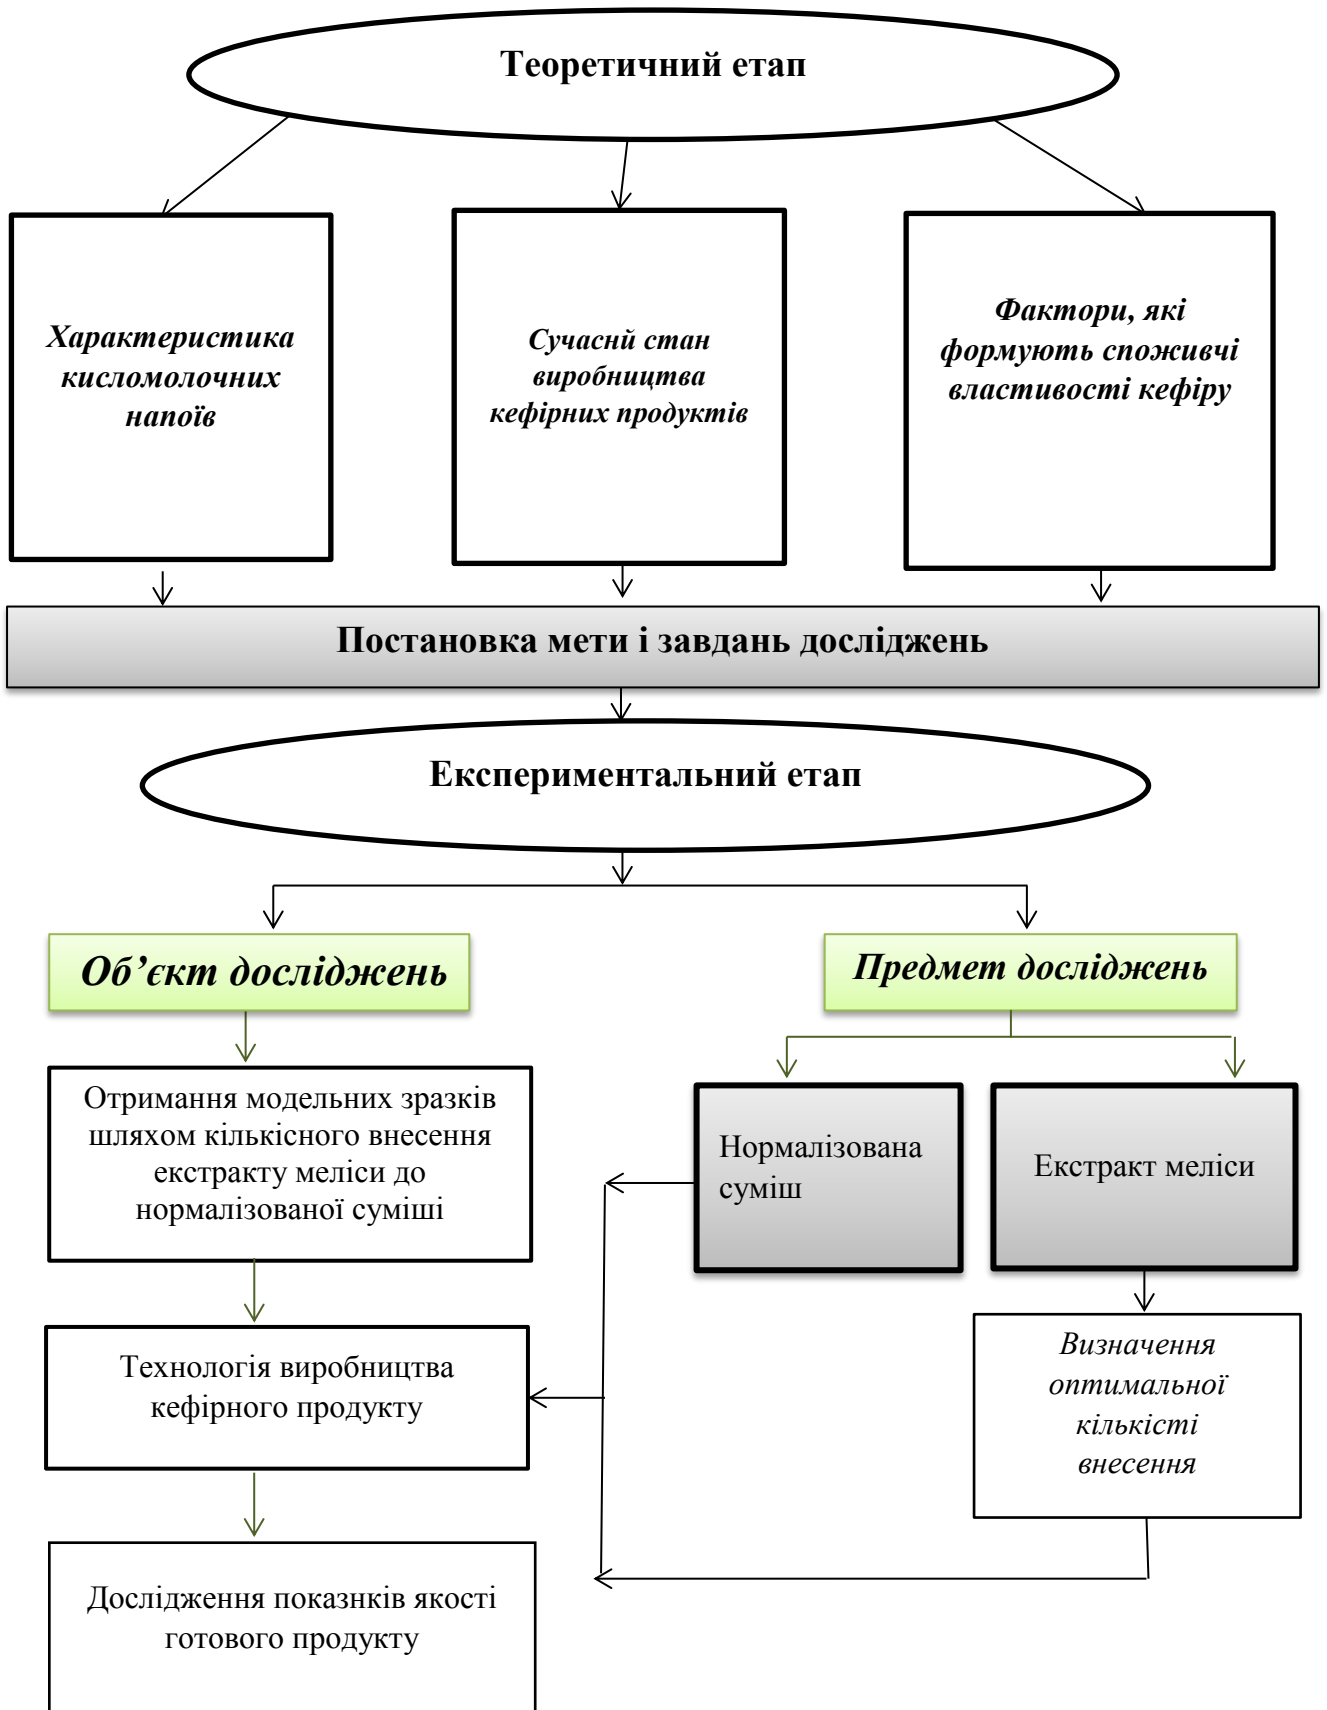 Теоретичний етап
Характеристика
кисломолочних
напоїв
Сучаснй стан
виробництва
кефірних продуктів
Фактори, які
формують споживчі
властивості кефіру
Постановка мети і завдань досліджень
Експериментальний етап
Об’єкт досліджень
Предмет досліджень
Отримання модельних зразків
шляхом кількісного внесення
екстракту меліси до
нормалізованої суміші
Нормалізована
суміш
Екстракт меліси
Технологія виробництва
кефірного продукту
Визначення
оптимальної
кількісті
внесення
Дослідження показнків якості
готового продукту